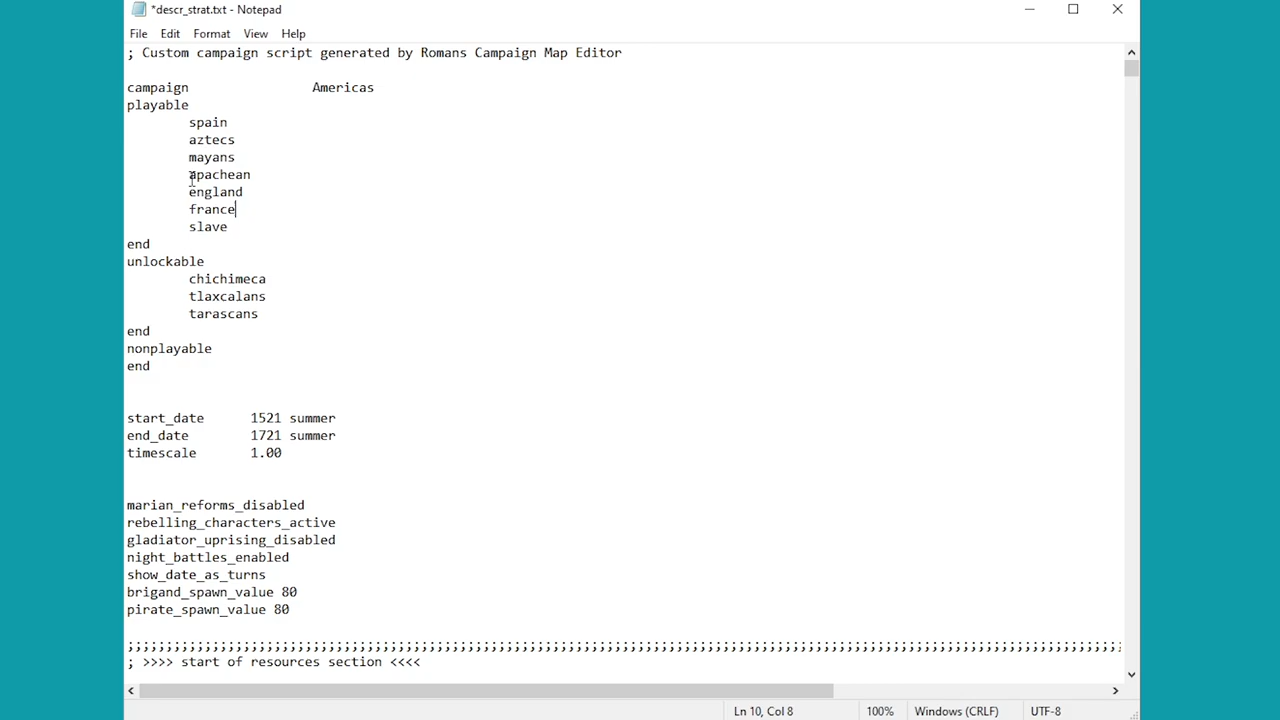 *descr_strat.txt - Notepad
File Edit Format View Help
; Custom campaign script generated by Romans Campaign Map Editor
campaign Americas
playable
spain
aztecs
mayans
apachean
england
france
slave
end
unlockable
chichimeca
tlaxcalans
tarascans
end
nonplayable
end
start_date 1521 summer
end_date 1721 summer
timescale 1.00
marian_reforms_disabled
rebelling_characters_active
gladiator_uprising_disabled
night_battles_enabled
show_date_as_turns
brigand_spawn_value 80
pirate_spawn_value 80
;;;;;;;;;;;;;;;;;;;;;;;;;;;;;;;;;;;;;;;;;;;;;;;;;;;;;;;;;;;;;;;;;;;;;;;;;;;;;;;;;;;;;;;;;;;;;;;;;;;;;;;;;;;;;;;;;;;;;;;;;;;;;;;;;
; >>>> start of resources section <<<<
Ln 10, Col 8 100% Windows (CRLF) UTF-8